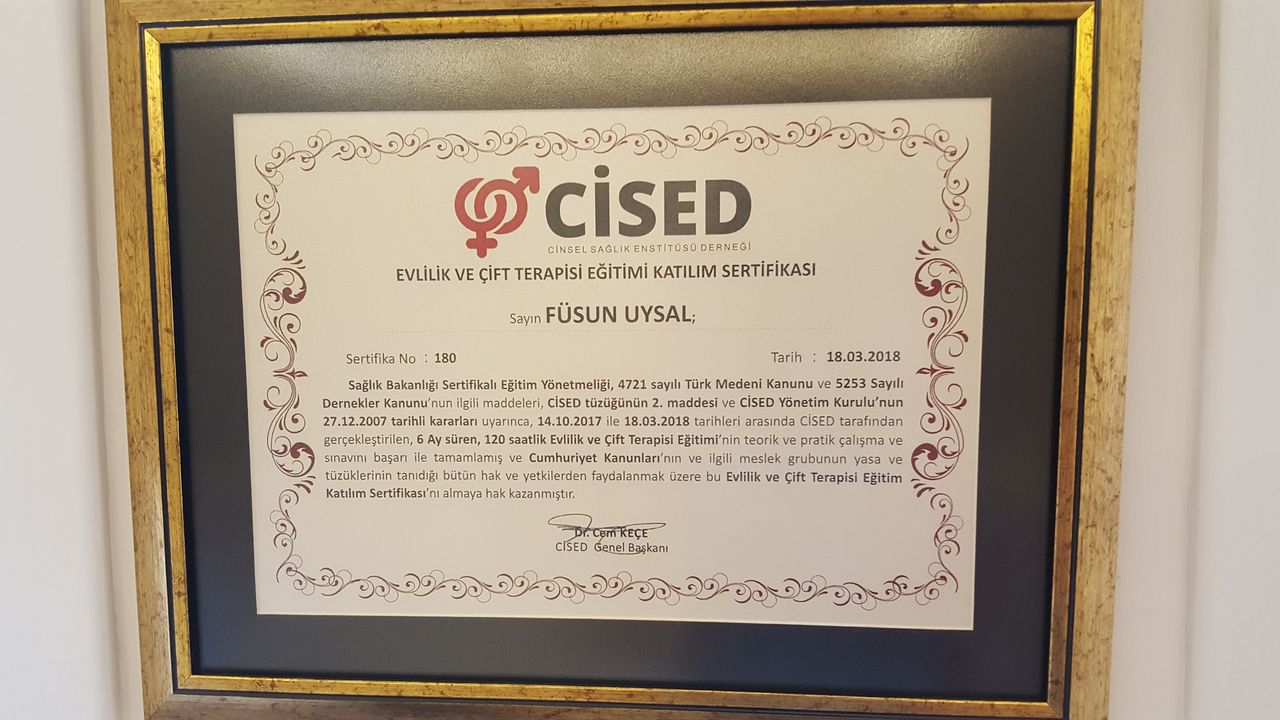 CİSED
CİNSEL SAĞLIK ENSTİTÜSÜ DERNEĞİ
EVLİLİK VE ÇİFT TERAPİSİ EĞİTİMİ KATILIM SERTİFİKASI
Sayın FÜSUN UYSAL;
Sertifika No : 180 Tarih : 18.03.2018
Sağlık Bakanlığı Sertifikalı Eğitim Yönetmeliği, 4721 sayılı Türk Medeni Kanunu ve 5253 Sayılı
Dernekler Kanunu'nun ilgili maddeleri, CİSED tüzüğünün 2. maddesi ve CİSED Yönetim Kurulu'nun
27.12.2007 tarihli kararları uyarınca, 14.10.2017 ile 18.03.2018 tarihleri arasında CİSED tarafından
gerçekleştirilen, 6 Ay süren, 120 saatlik Evlilik ve Çift Terapisi Eğitimi'nin teorik ve pratik çalışma ve
sınavını başarı ile tamamlamış ve Cumhuriyet Kanunları'nın ve ilgili meslek grubunun yasa ve
tüzüklerinin tanıdığı bütün hak ve yetkilerden faydalanmak üzere bu Evlilik ve Çift Terapisi Eğitim
Katılım Sertifikası'nı almaya hak kazanmıştır.
Dr. Cem KEÇE
CİSED Genel Başkanı